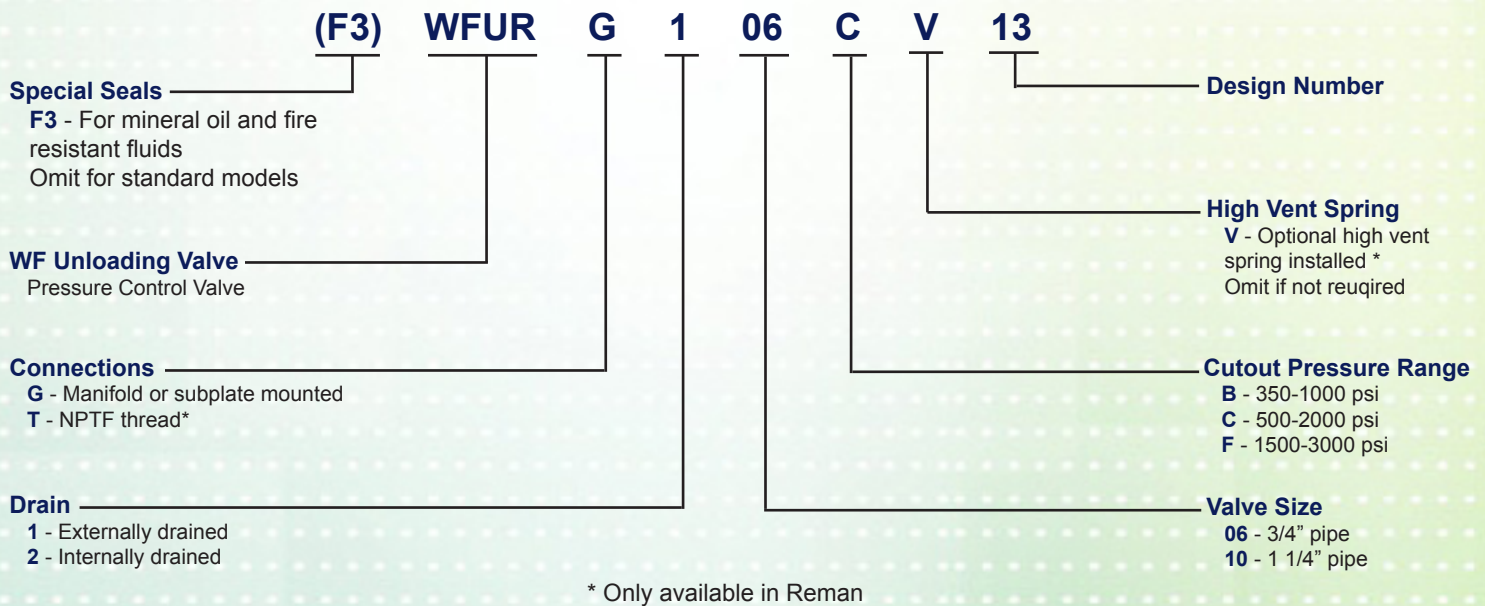 (F3) WFUR G 1 06 C V 13
Special Seals
F3 - For mineral oil and fire
resistant fluids
Omit for standard models
WF Unloading Valve
Pressure Control Valve
Connections
G - Manifold or subplate mounted
T - NPTF thread*
Drain
1 - Externally drained
2 - Internally drained
Design Number
High Vent Spring
V - Optional high vent
spring installed *
Omit if not reuqired
Cutout Pressure Range
B - 350-1000 psi
C - 500-2000 psi
F - 1500-3000 psi
Valve Size
06 - 3/4” pipe
10 - 1 1/4” pipe
* Only available in Reman